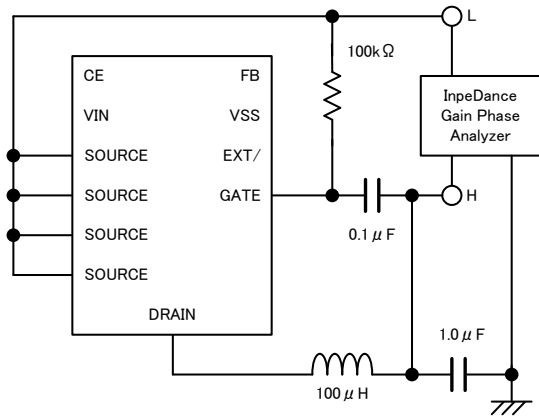 L
100kΩ
CE
FB
InpeDance
Gain Phase
Analyzer
VIN
VSS
SOURCE
EXT/
SOURCE
GATE
H
SOURCE
0.1μF
SOURCE
DRAIN
1.0μF
100μH